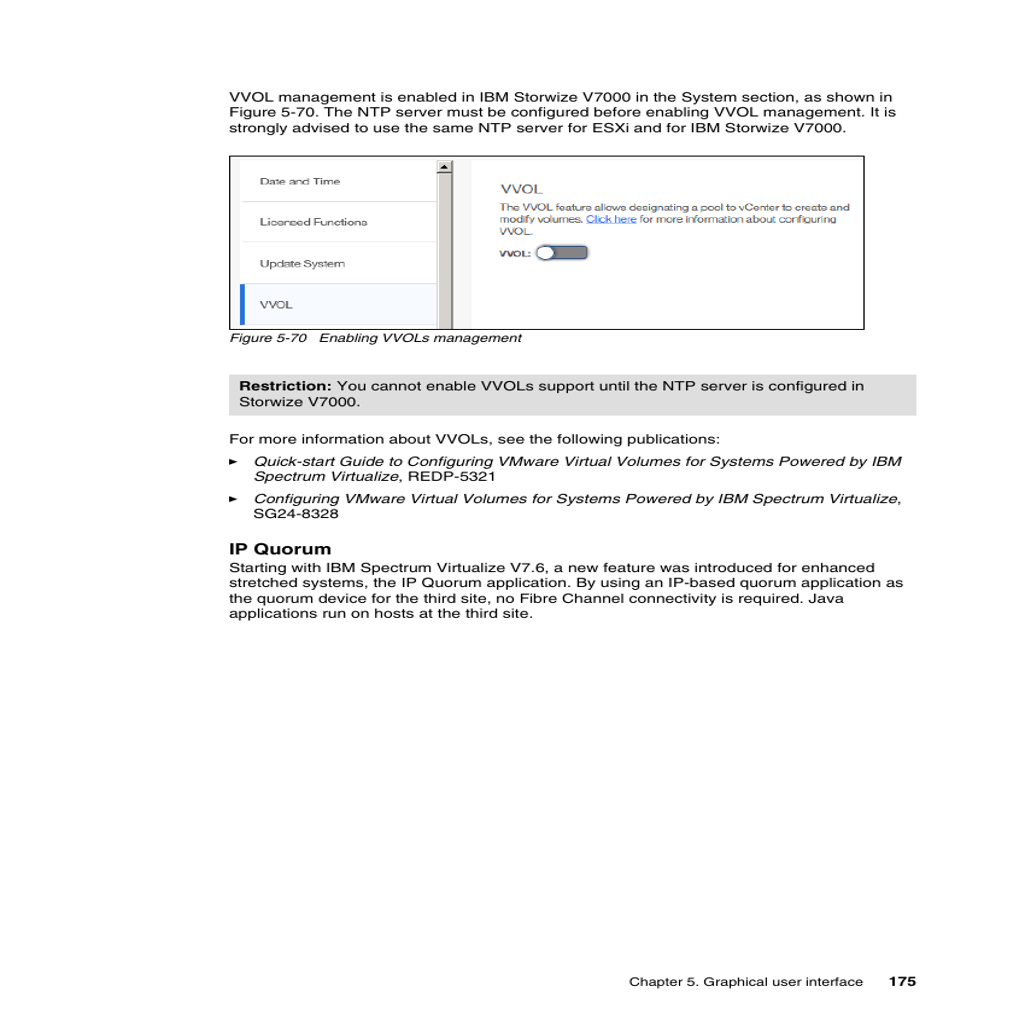 VVOL management is enabled in IBM Storwize V7000 in the System section, as shown in
Figure 5-70. The NTP server must be configured before enabling VVOL management. It is
strongly advised to use the same NTP server for ESXi and for IBM Storwize V7000.
Date and Time
Licensed Functions
Update System
VVOL
VVOL
The VVOL feature allows designating a pool to vCenter to create and
modify volumes. Click here for more information about configuring
VVOL.
VVOL:
Figure 5-70   Enabling VVOLs management
Restriction: You cannot enable VVOLs support until the NTP server is configured in
Storwize V7000.
For more information about VVOLs, see the following publications:
► Quick-start Guide to Configuring VMware Virtual Volumes for Systems Powered by IBM
Spectrum Virtualize, REDP-5321
► Configuring VMware Virtual Volumes for Systems Powered by IBM Spectrum Virtualize,
SG24-8328
IP Quorum
Starting with IBM Spectrum Virtualize V7.6, a new feature was introduced for enhanced
stretched systems, the IP Quorum application. By using an IP-based quorum application as
the quorum device for the third site, no Fibre Channel connectivity is required. Java
applications run on hosts at the third site.
Chapter 5. Graphical user interface   175